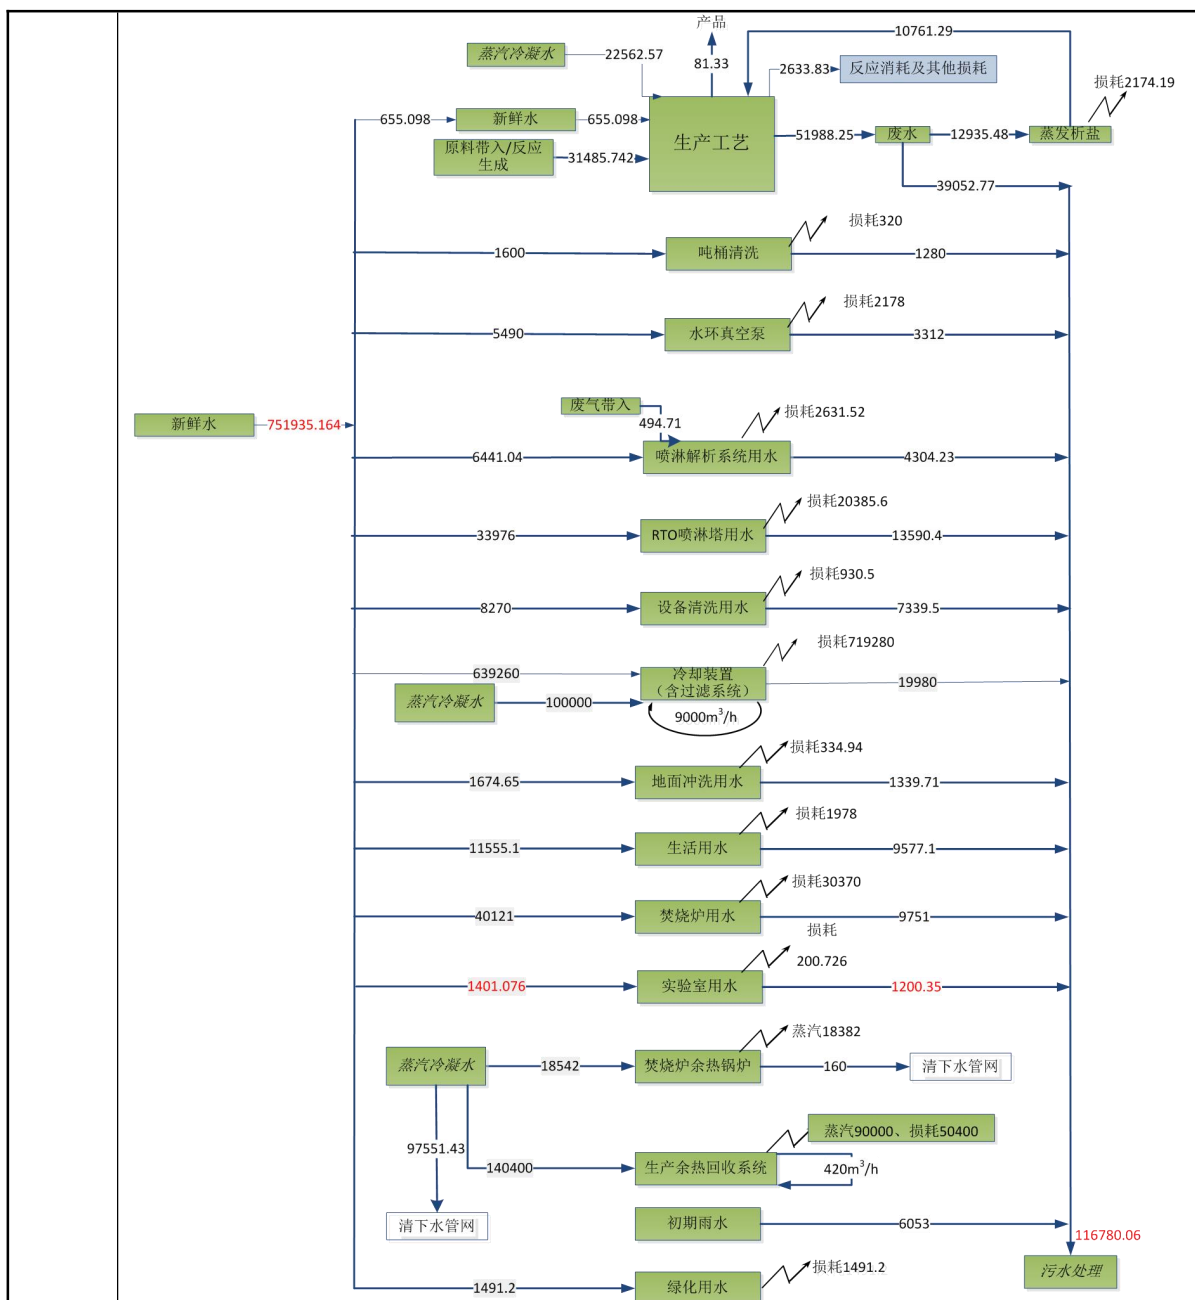 产品
10761.29
蒸汽冷凝水
22562.57
81.33
2633.83
反应消耗及其他损耗
损耗2174.19
655.098
新鲜水
655.098
生产工艺
51988.25
废水
12935.48
蒸发析盐
原料带入/反应
生成
31485.742
39052.77
损耗320
1600
吨桶清洗
1280
损耗2178
5490
水环真空泵
3312
新鲜水
751935.164
废气带入
494.71
损耗2631.52
6441.04
喷淋解析系统用水
4304.23
损耗20385.6
33976
RTO喷淋塔用水
13590.4
损耗930.5
8270
设备清洗用水
7339.5
损耗719280
639260
冷却装置
(含过滤系统)
19980
蒸汽冷凝水
100000
9000m³/h
损耗334.94
1674.65
地面冲洗用水
1339.71
损耗1978
11555.1
生活用水
9577.1
损耗30370
40121
焚烧炉用水
9751
损耗
200.726
1401.076
实验室用水
1200.35
蒸汽18382
蒸汽冷凝水
18542
焚烧炉余热锅炉
160
清下水管网
蒸汽90000、损耗50400
97551.43
140400
生产余热回收系统
420m³/h
清下水管网
初期雨水
6053
116780.06
污水处理
损耗1491.2
1491.2
绿化用水